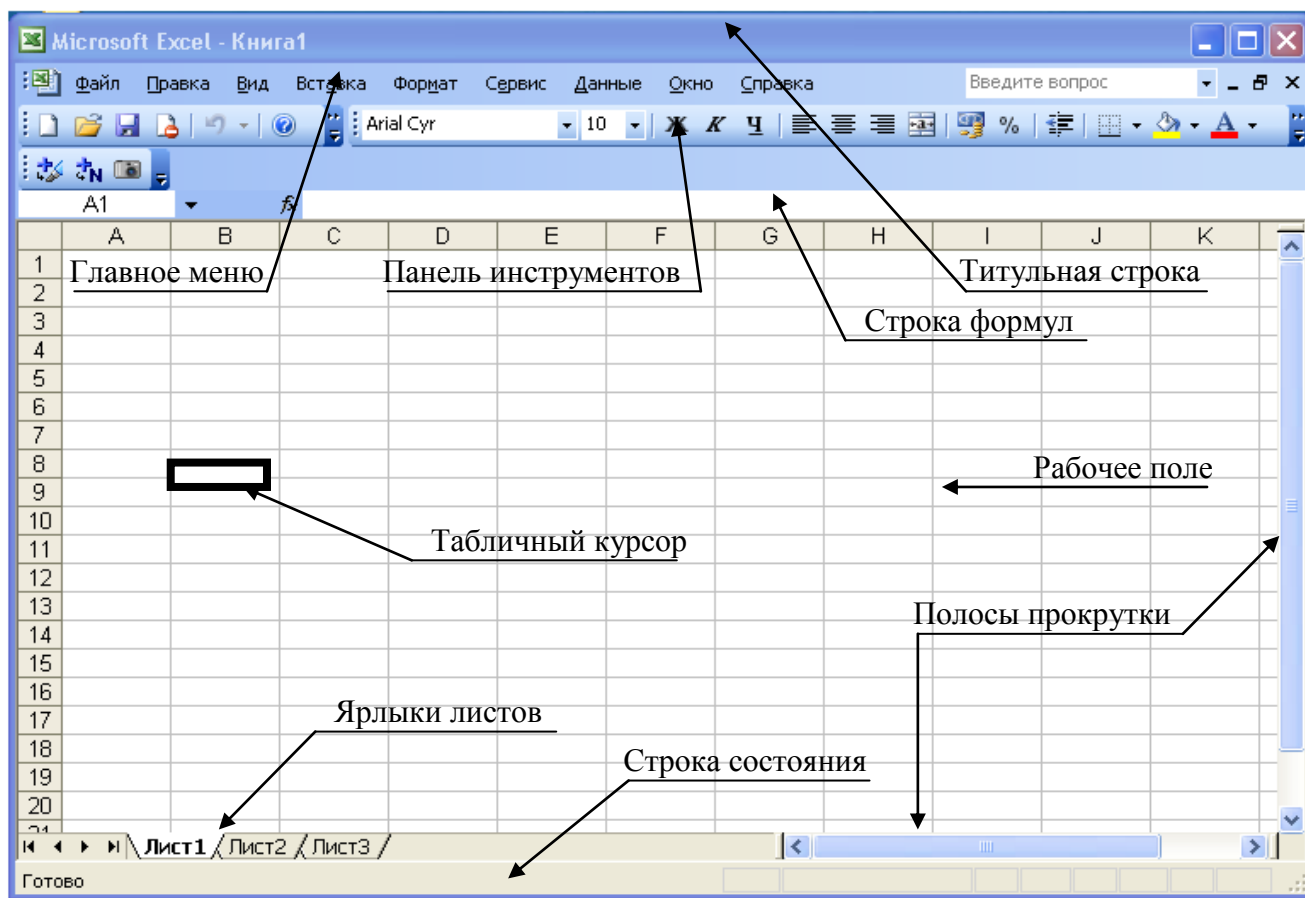 Microsoft Excel - Книга1
Файл Правка Вид Вставка Формат Сервис Данные Окно Справка Введите вопрос
Arial Cyr 10 Ж К Ч a % A
N
A1 fx
A B C D E F G H I J K
1 Главное меню Панель инструментов Титульная строка
2
3 Строка формул
4
5
6
7
8 Рабочее поле
9
10
11 Табличный курсор
12
13 Полосы прокрутки
14
15
16
17 Ярлыки листов
18
19 Строка состояния
20
21
Лист1 Лист2 Лист3
Готово